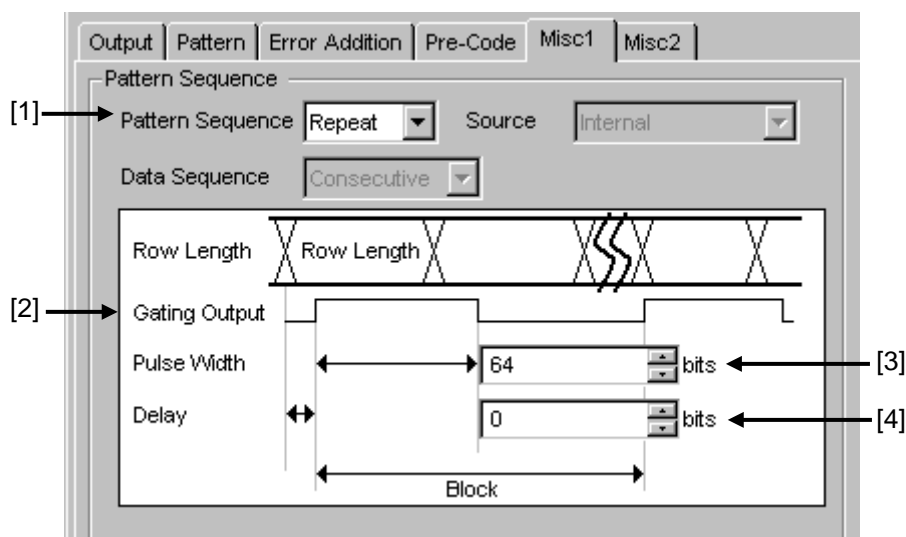 Output Pattern Error Addition Pre-Code Misc1 Misc2
Pattern Sequence
[1] Pattern Sequence Repeat Source Internal
Data Sequence Consecutive
Row Length Row Length
[2] Gating Output
Pulse Width 64 bits [3]
Delay 0 bits [4]
Block